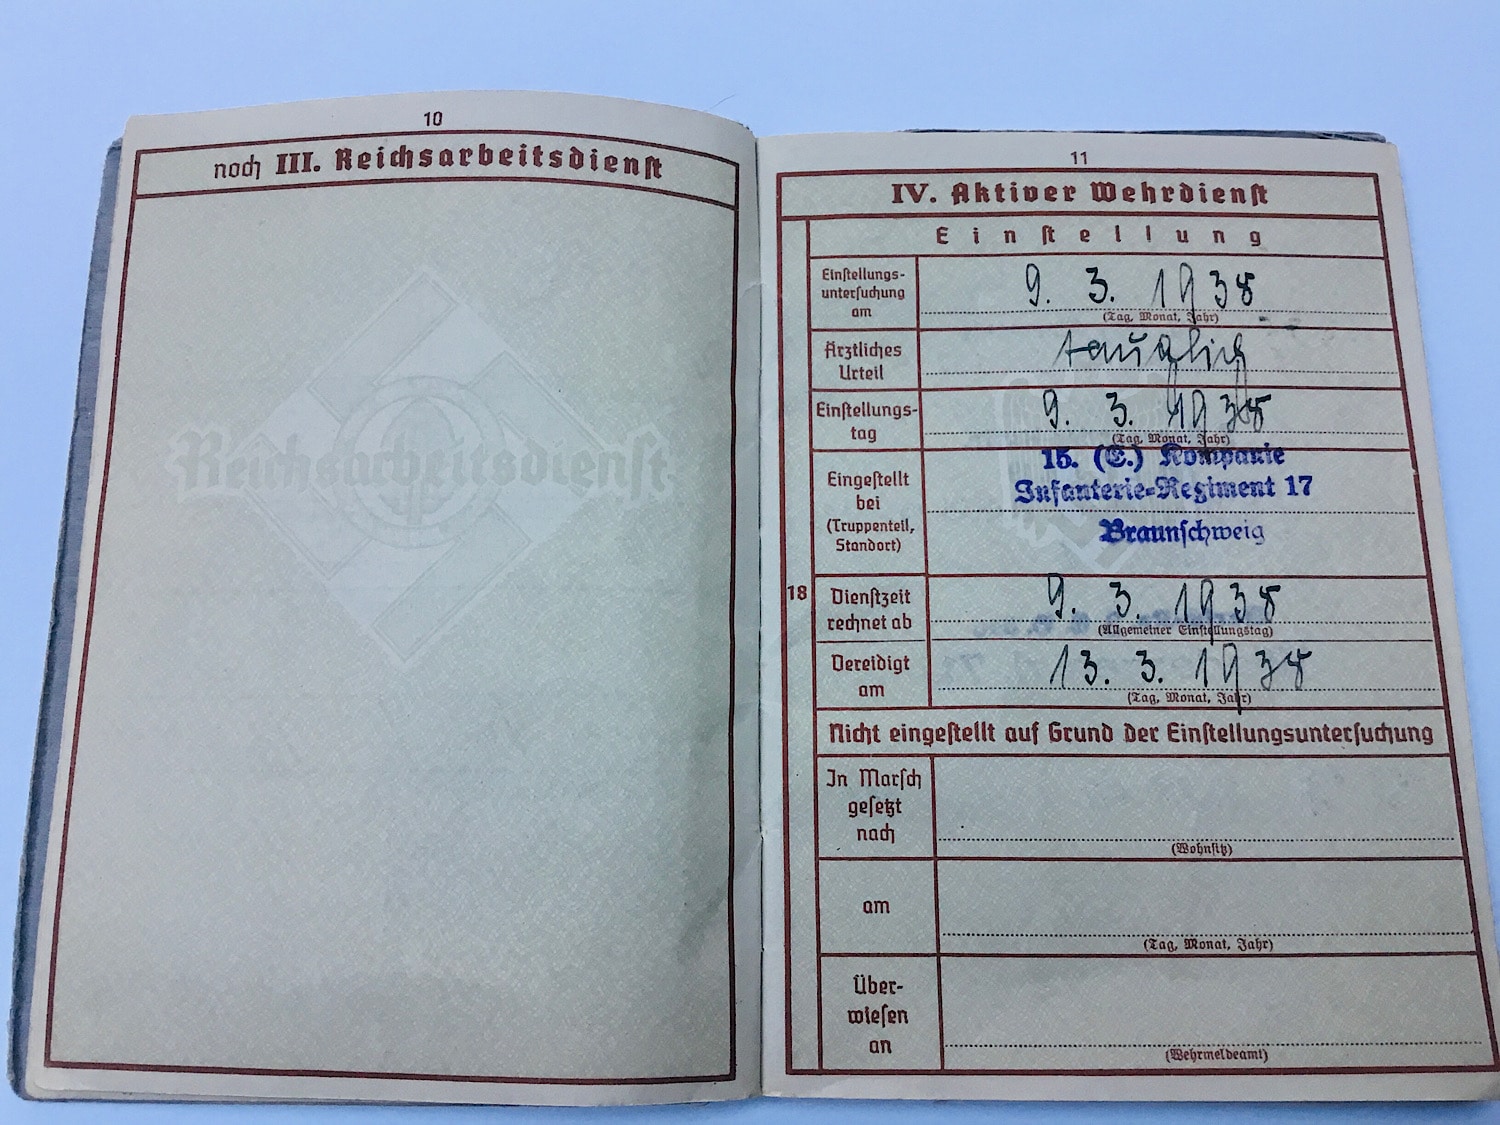 10
noch III. Reichsarbeitsdienst
Reichsarbeitsdienst
11
IV. Aktiver Wehrdienst
Einstellung
Einstellungs-
untersuchung
am
9. 3. 1938
(Tag, Monat, Jahr)
Ärztliches
Urteil
tauglich
Einstellungs-
tag
9. 3. 1938
(Tag, Monat, Jahr)
Eingestellt
bei
(Truppenteil,
Standort)
15. (E.) Kompanie
Infanterie-Regiment 17
Braunschweig
18
Dienstzeit
rechnet ab
9. 3. 1938
(Allgemeiner Einstellungstag)
Vereidigt
am
13. 3. 1938
(Tag, Monat, Jahr)
Nicht eingestellt auf Grund der Einstellungsuntersuchung
In Marsch
gesetzt
nach
(Wohnsitz)
am
(Tag, Monat, Jahr)
Über-
wiesen
an
(Wehrmeldeamt)